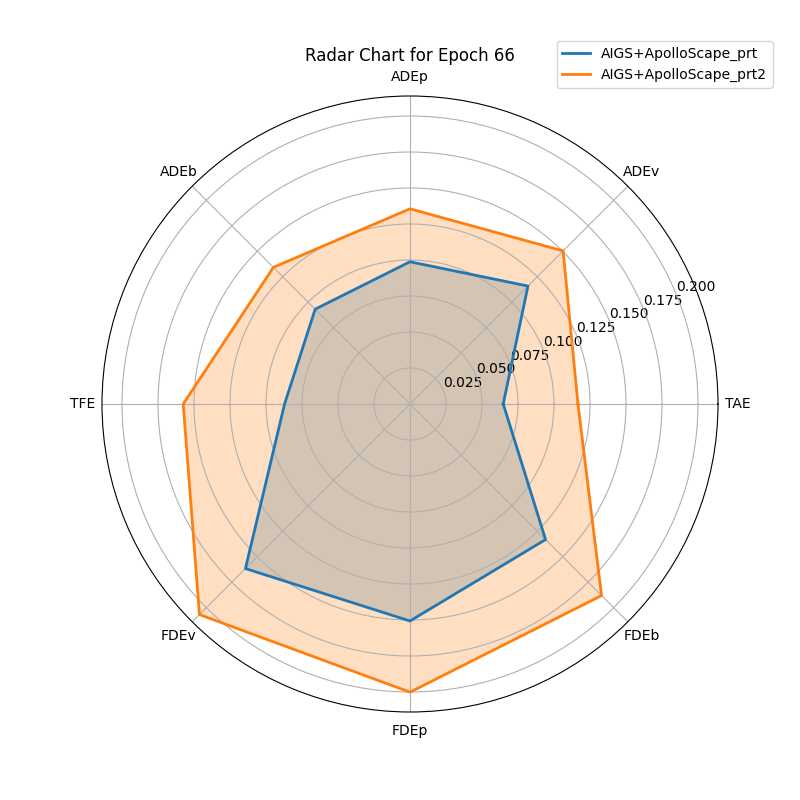 AIGS+ApolloScape_prt
AIGS+ApolloScape_prt2
Radar Chart for Epoch 66
ADEp
ADEb
ADEv
0.200
0.175
0.150
0.125
0.100
0.075
0.050
0.025
TFE
TAE
FDEv
FDEb
FDEp